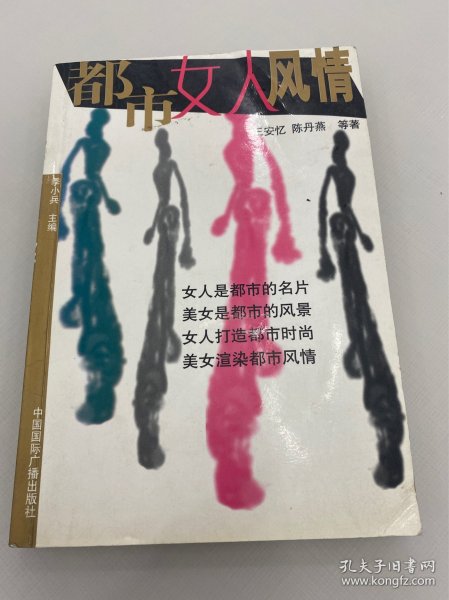 都市女人风情
王安忆 陈丹燕 等著
李小兵 主编
女人是都市的名片
美女是都市的风景
女人打造都市时尚
美女渲染都市风情
中国国际广播出版社
孔夫子旧书网
www.kongfz.com